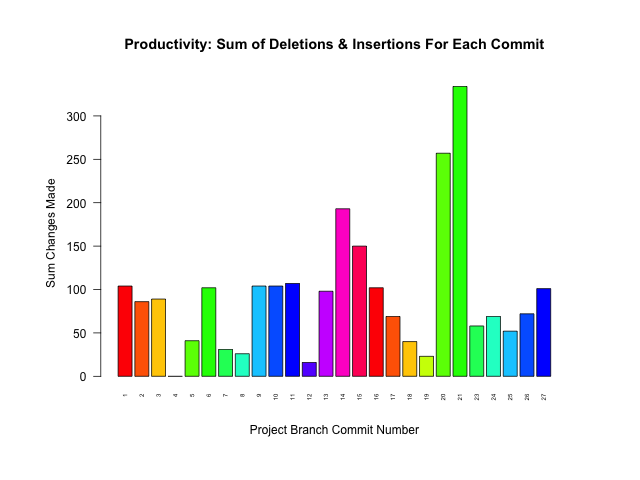 Productivity: Sum of Deletions & Insertions For Each Commit
300
250
200
150
100
50
0
Sum Changes Made
1 2 3 4 5 6 7 8 9 10 11 12 13 14 15 16 17 18 19 20 21 23 24 25 26 27
Project Branch Commit Number